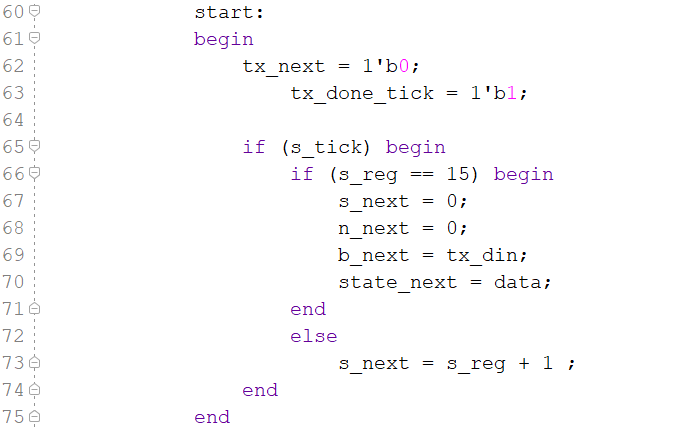 60 start:
61 begin
62 tx_next = 1'b0;
63 tx_done_tick = 1'b1;
64
65 if (s_tick) begin
66 if (s_reg == 15) begin
67 s_next = 0;
68 n_next = 0;
69 b_next = tx_din;
70 state_next = data;
71 end
72 else
73 s_next = s_reg + 1 ;
74 end
75 end